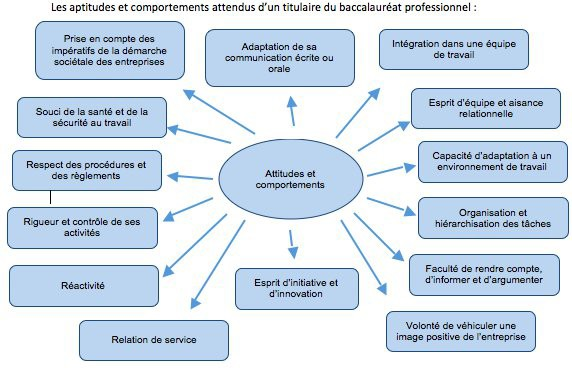 Les aptitudes et comportements attendus d'un titulaire du baccalauréat professionnel :
Prise en compte des
impératifs de la démarche
sociétale des entreprises
Adaptation de sa
communication écrite ou
orale
Intégration dans une équipe
de travail
Souci de la santé et de la
sécurité au travail
Esprit d'équipe et aisance
relationnelle
Respect des procédures et
des règlements
Attitudes et
comportements
Capacité d'adaptation à un
environnement de travail
Rigueur et contrôle de ses
activités
Organisation et
hiérarchisation des tâches
Réactivité
Esprit d'initiative et
d'innovation
Faculté de rendre compte,
d'informer et d'argumenter
Relation de service
Volonté de véhiculer une
image positive de l'entreprise